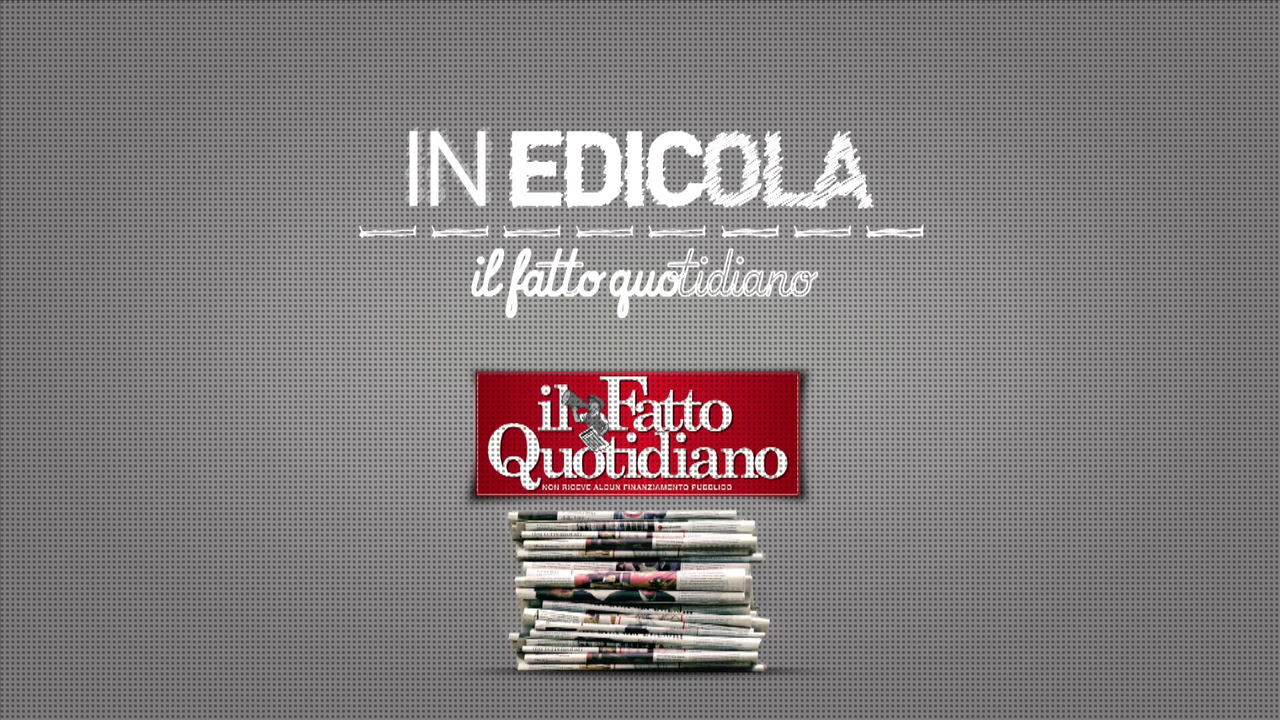 IN EDICOLA
il fatto quotidiano
il Fatto
Quotidiano
NON RICEVE ALCUN FINANZIAMENTO PUBBLICO